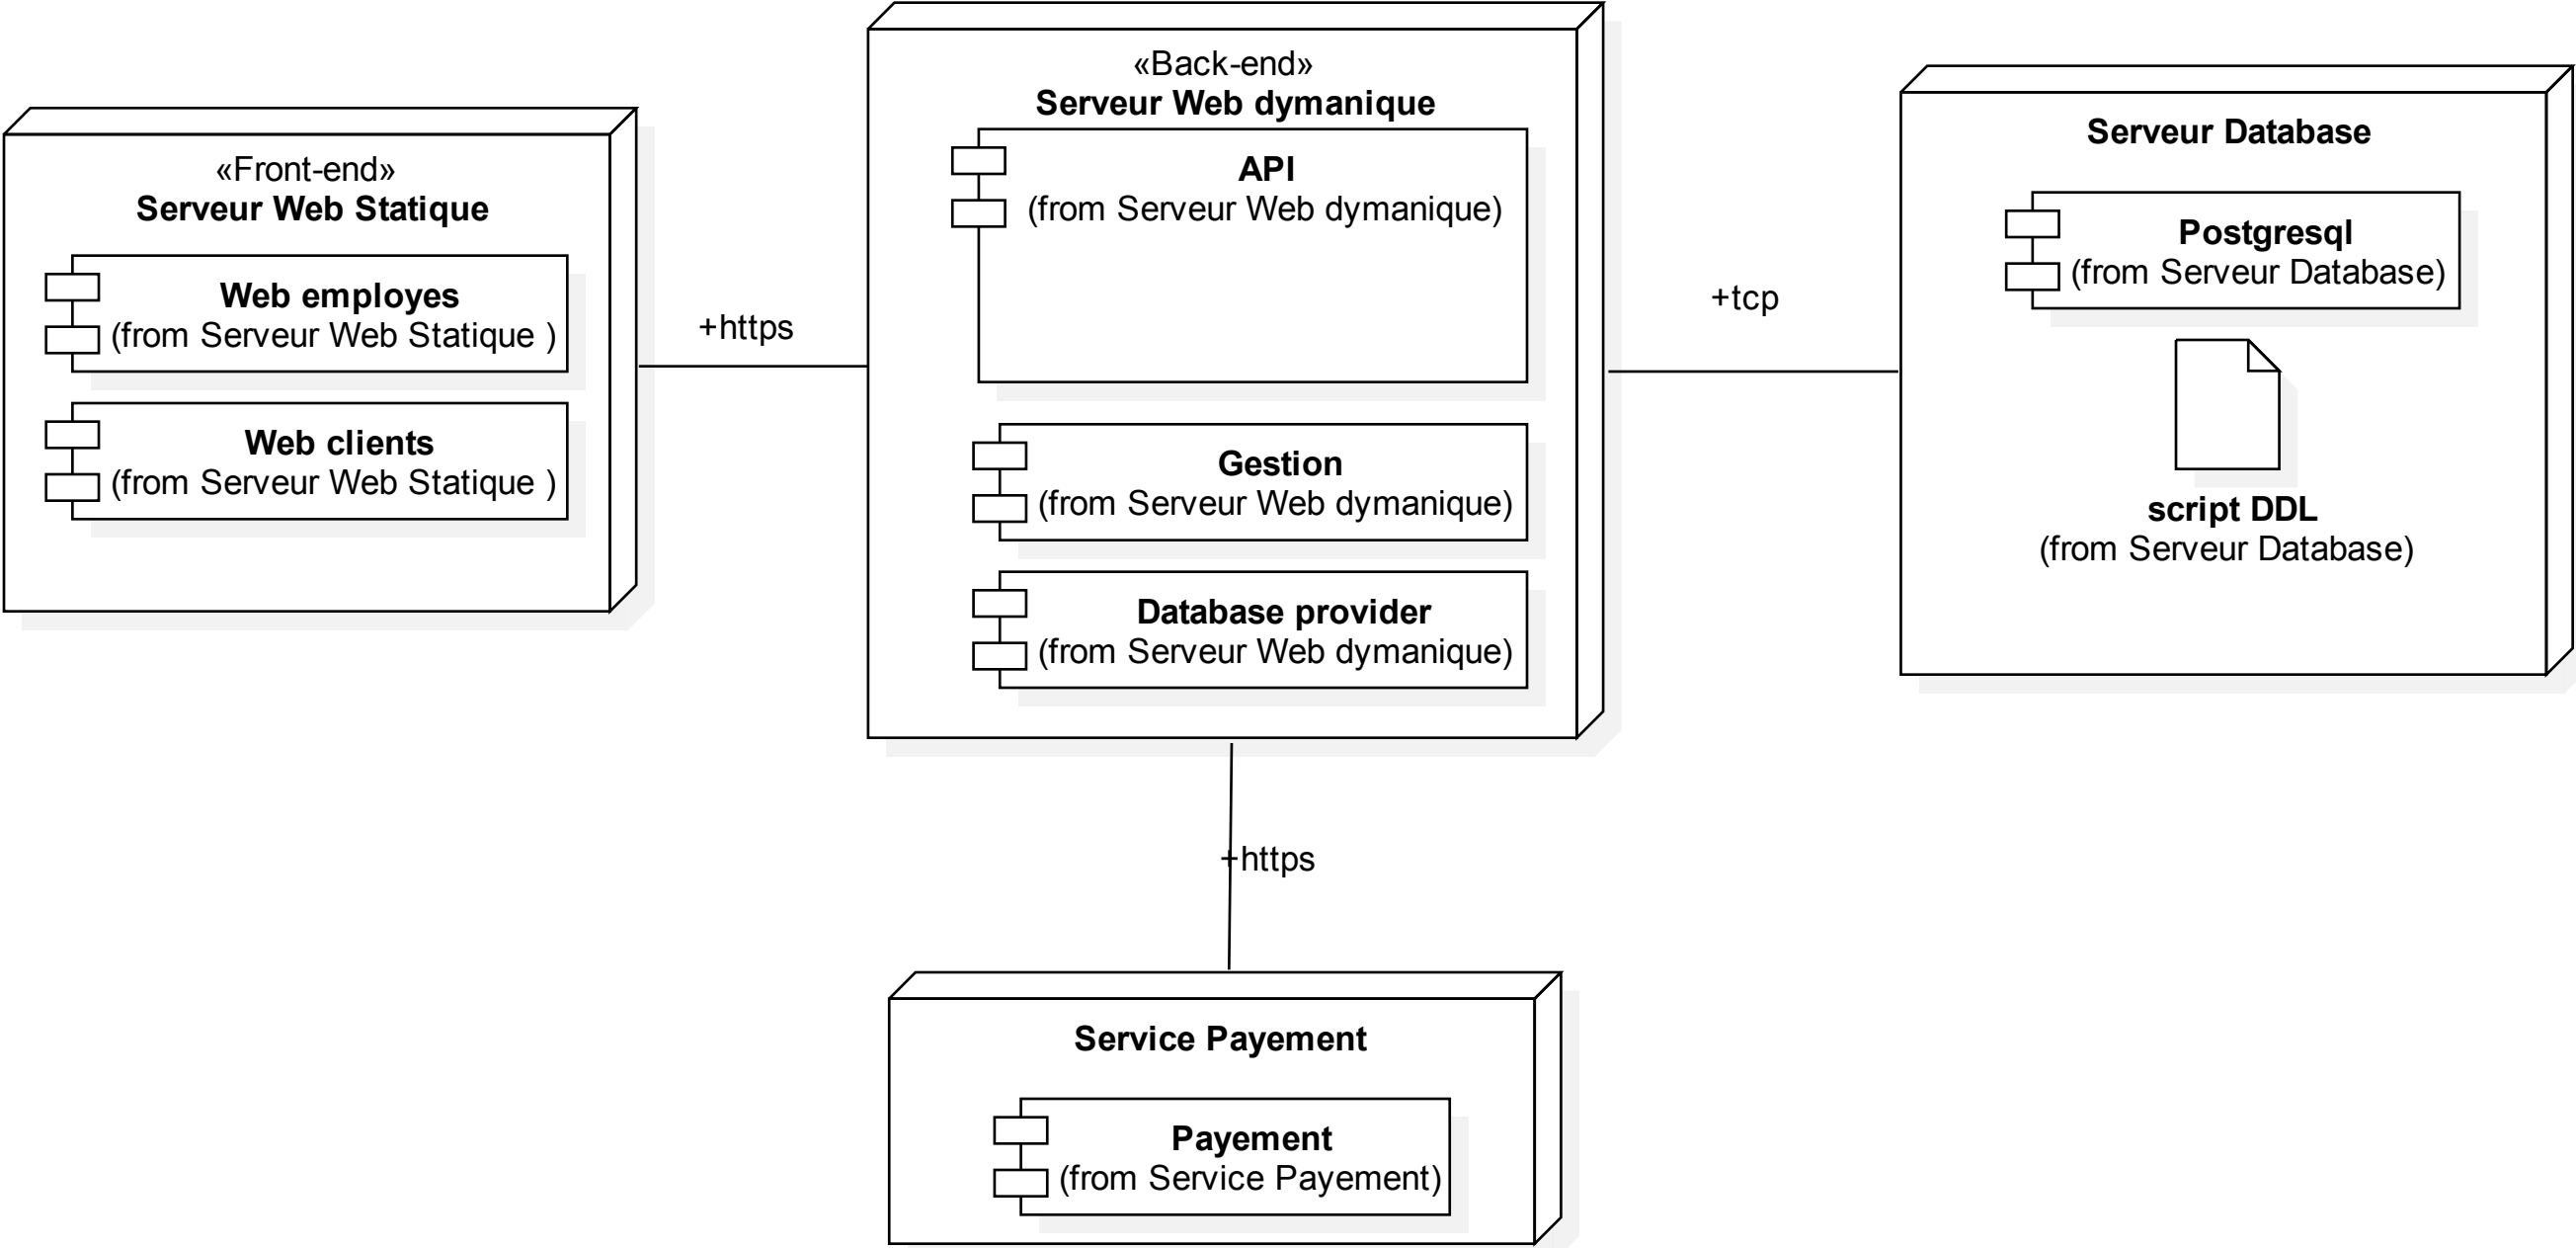 «Front-end»
Serveur Web Statique
Web employes
(from Serveur Web Statique )
Web clients
(from Serveur Web Statique )
+https
«Back-end»
Serveur Web dymanique
API
(from Serveur Web dymanique)
Gestion
(from Serveur Web dymanique)
Database provider
(from Serveur Web dymanique)
+tcp
Serveur Database
Postgresql
(from Serveur Database)
script DDL
(from Serveur Database)
+https
Service Payement
Payement
(from Service Payement)